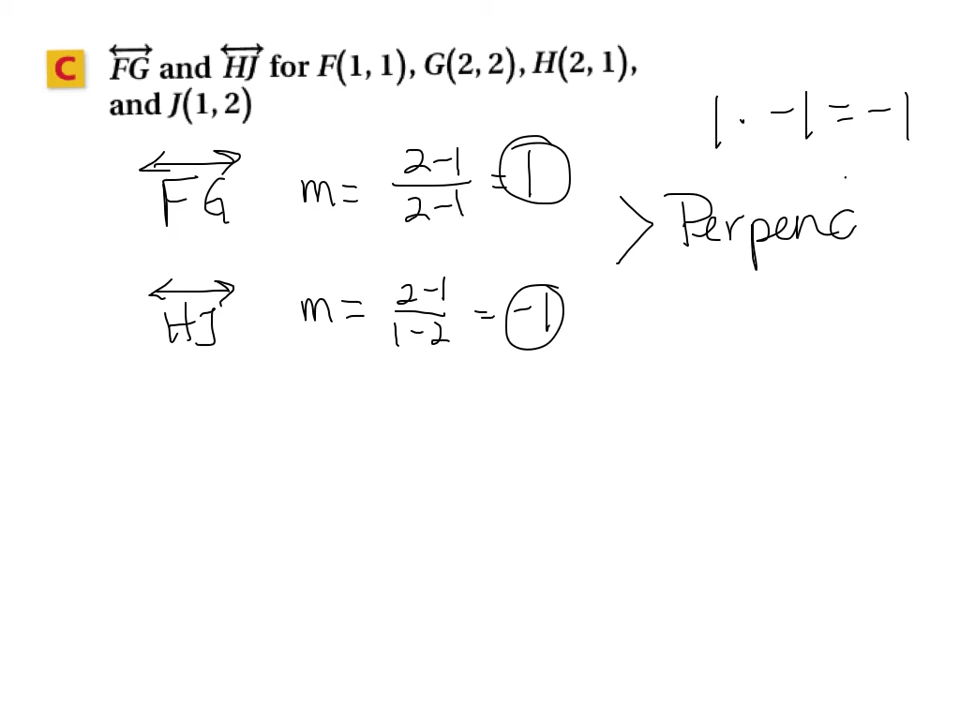 C FG and HJ for F(1, 1), G(2, 2), H(2, 1),
and J(1, 2)
1 · -1 = -1
FG m = 2-1/2-1 = 1
> Perpend
HJ m = 2-1/1-2 = -1